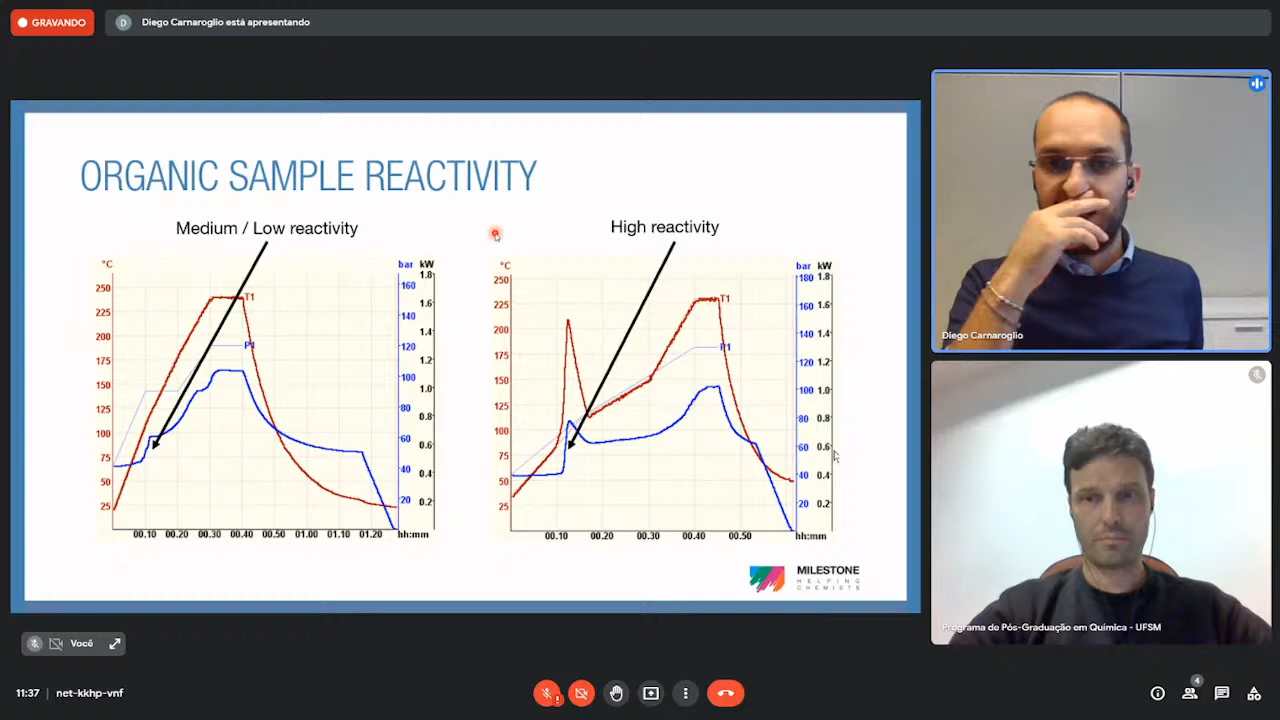 GRAVANDO
D
Diego Carnaroglio está apresentando
ORGANIC SAMPLE REACTIVITY
Medium / Low reactivity
°C
bar kW
250
225
200
175
150
125
100
75
50
25
160
140
120
100
80
60
40
20
1.8
1.6
1.4
1.2
1.0
0.8
0.6
0.4
0.2
T1
P1
00.10 00.20 00.30 00.40 00.50 01.00 01.10 01.20 hh:mm
High reactivity
°C
bar kW
250
225
200
175
150
125
100
75
50
25
180
160
140
120
100
80
60
40
20
1.8
1.6
1.4
1.2
1.0
0.8
0.6
0.4
0.2
T1
P1
00.10 00.20 00.30 00.40 00.50 hh:mm
MILESTONE
HELPING
CHEMISTS
Diego Carnaroglio
Programa de Pós-Graduação em Química - UFSM
Você
11:37 | net-kkhp-vnf
4